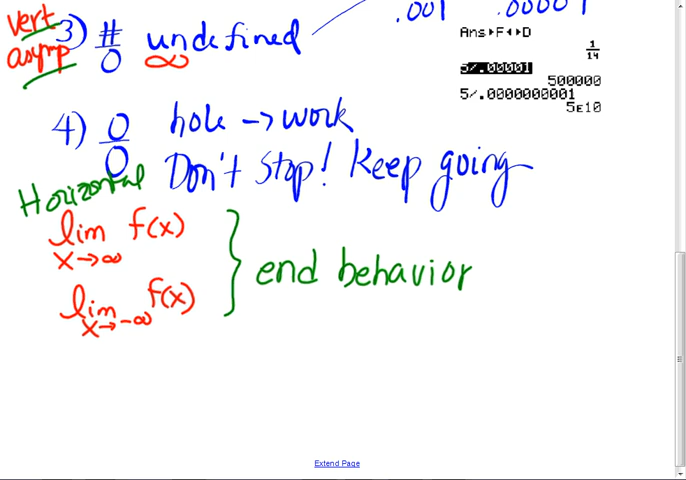 .001 .00001
vert
asymp
3) #/0 undefined
∞
Ans►F◄►D
1/14
5/.00001
500000
5/.0000000001
5E10
4) 0/0 hole → work
Don't Stop! Keep going
Horizontal
lim f(x)
x→∞
lim f(x)
x→-∞
} end behavior
Extend Page